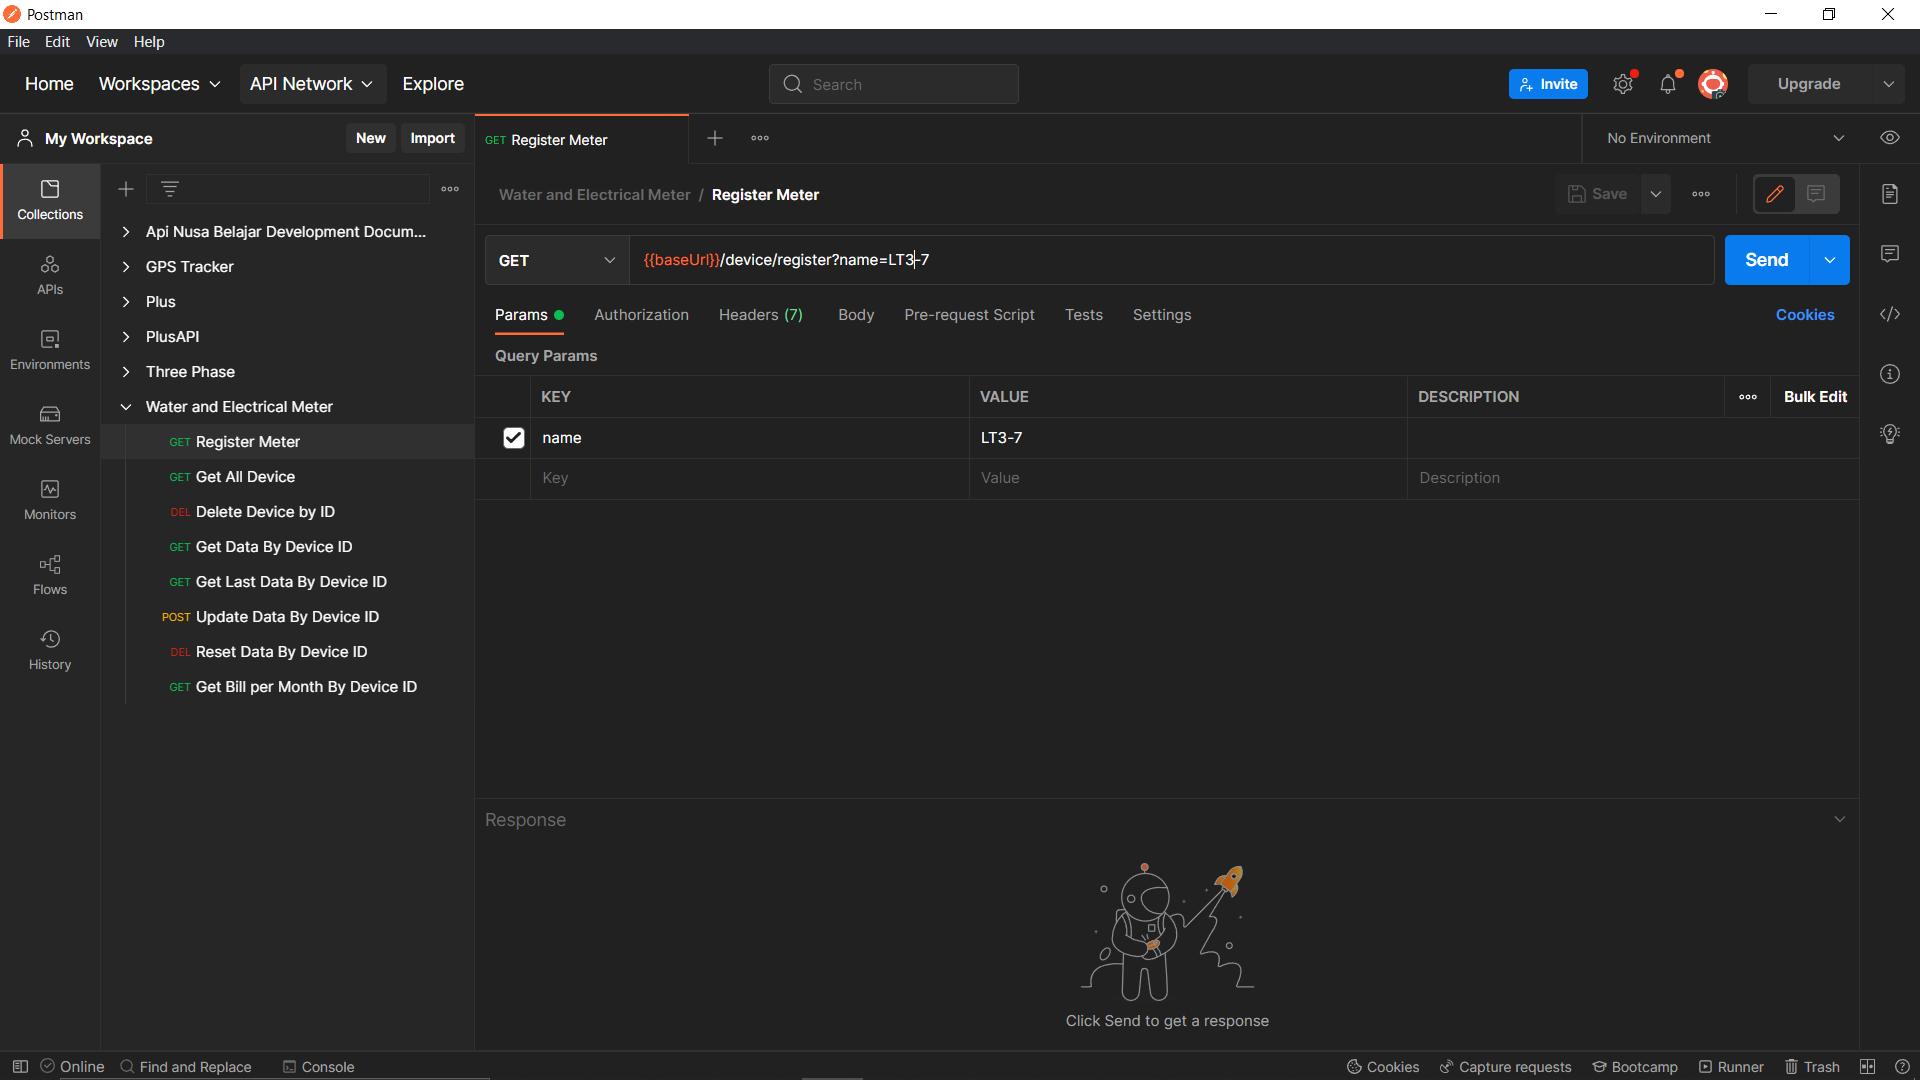 Postman
File Edit View Help
Home Workspaces API Network Explore Search Invite Upgrade
My Workspace New Import GET Register Meter No Environment
Collections
APIs
Environments
Mock Servers
Monitors
Flows
History
Api Nusa Belajar Development Docum...
GPS Tracker
Plus
PlusAPI
Three Phase
Water and Electrical Meter
GET Register Meter
GET Get All Device
DEL Delete Device by ID
GET Get Data By Device ID
GET Get Last Data By Device ID
POST Update Data By Device ID
DEL Reset Data By Device ID
GET Get Bill per Month By Device ID
Water and Electrical Meter / Register Meter Save
GET {{baseUrl}}/device/register?name=LT3-7 Send
Params Authorization Headers (7) Body Pre-request Script Tests Settings Cookies
Query Params
KEY VALUE DESCRIPTION Bulk Edit
name LT3-7
Key Value Description
Response
Click Send to get a response
Online Find and Replace Console Cookies Capture requests Bootcamp Runner Trash